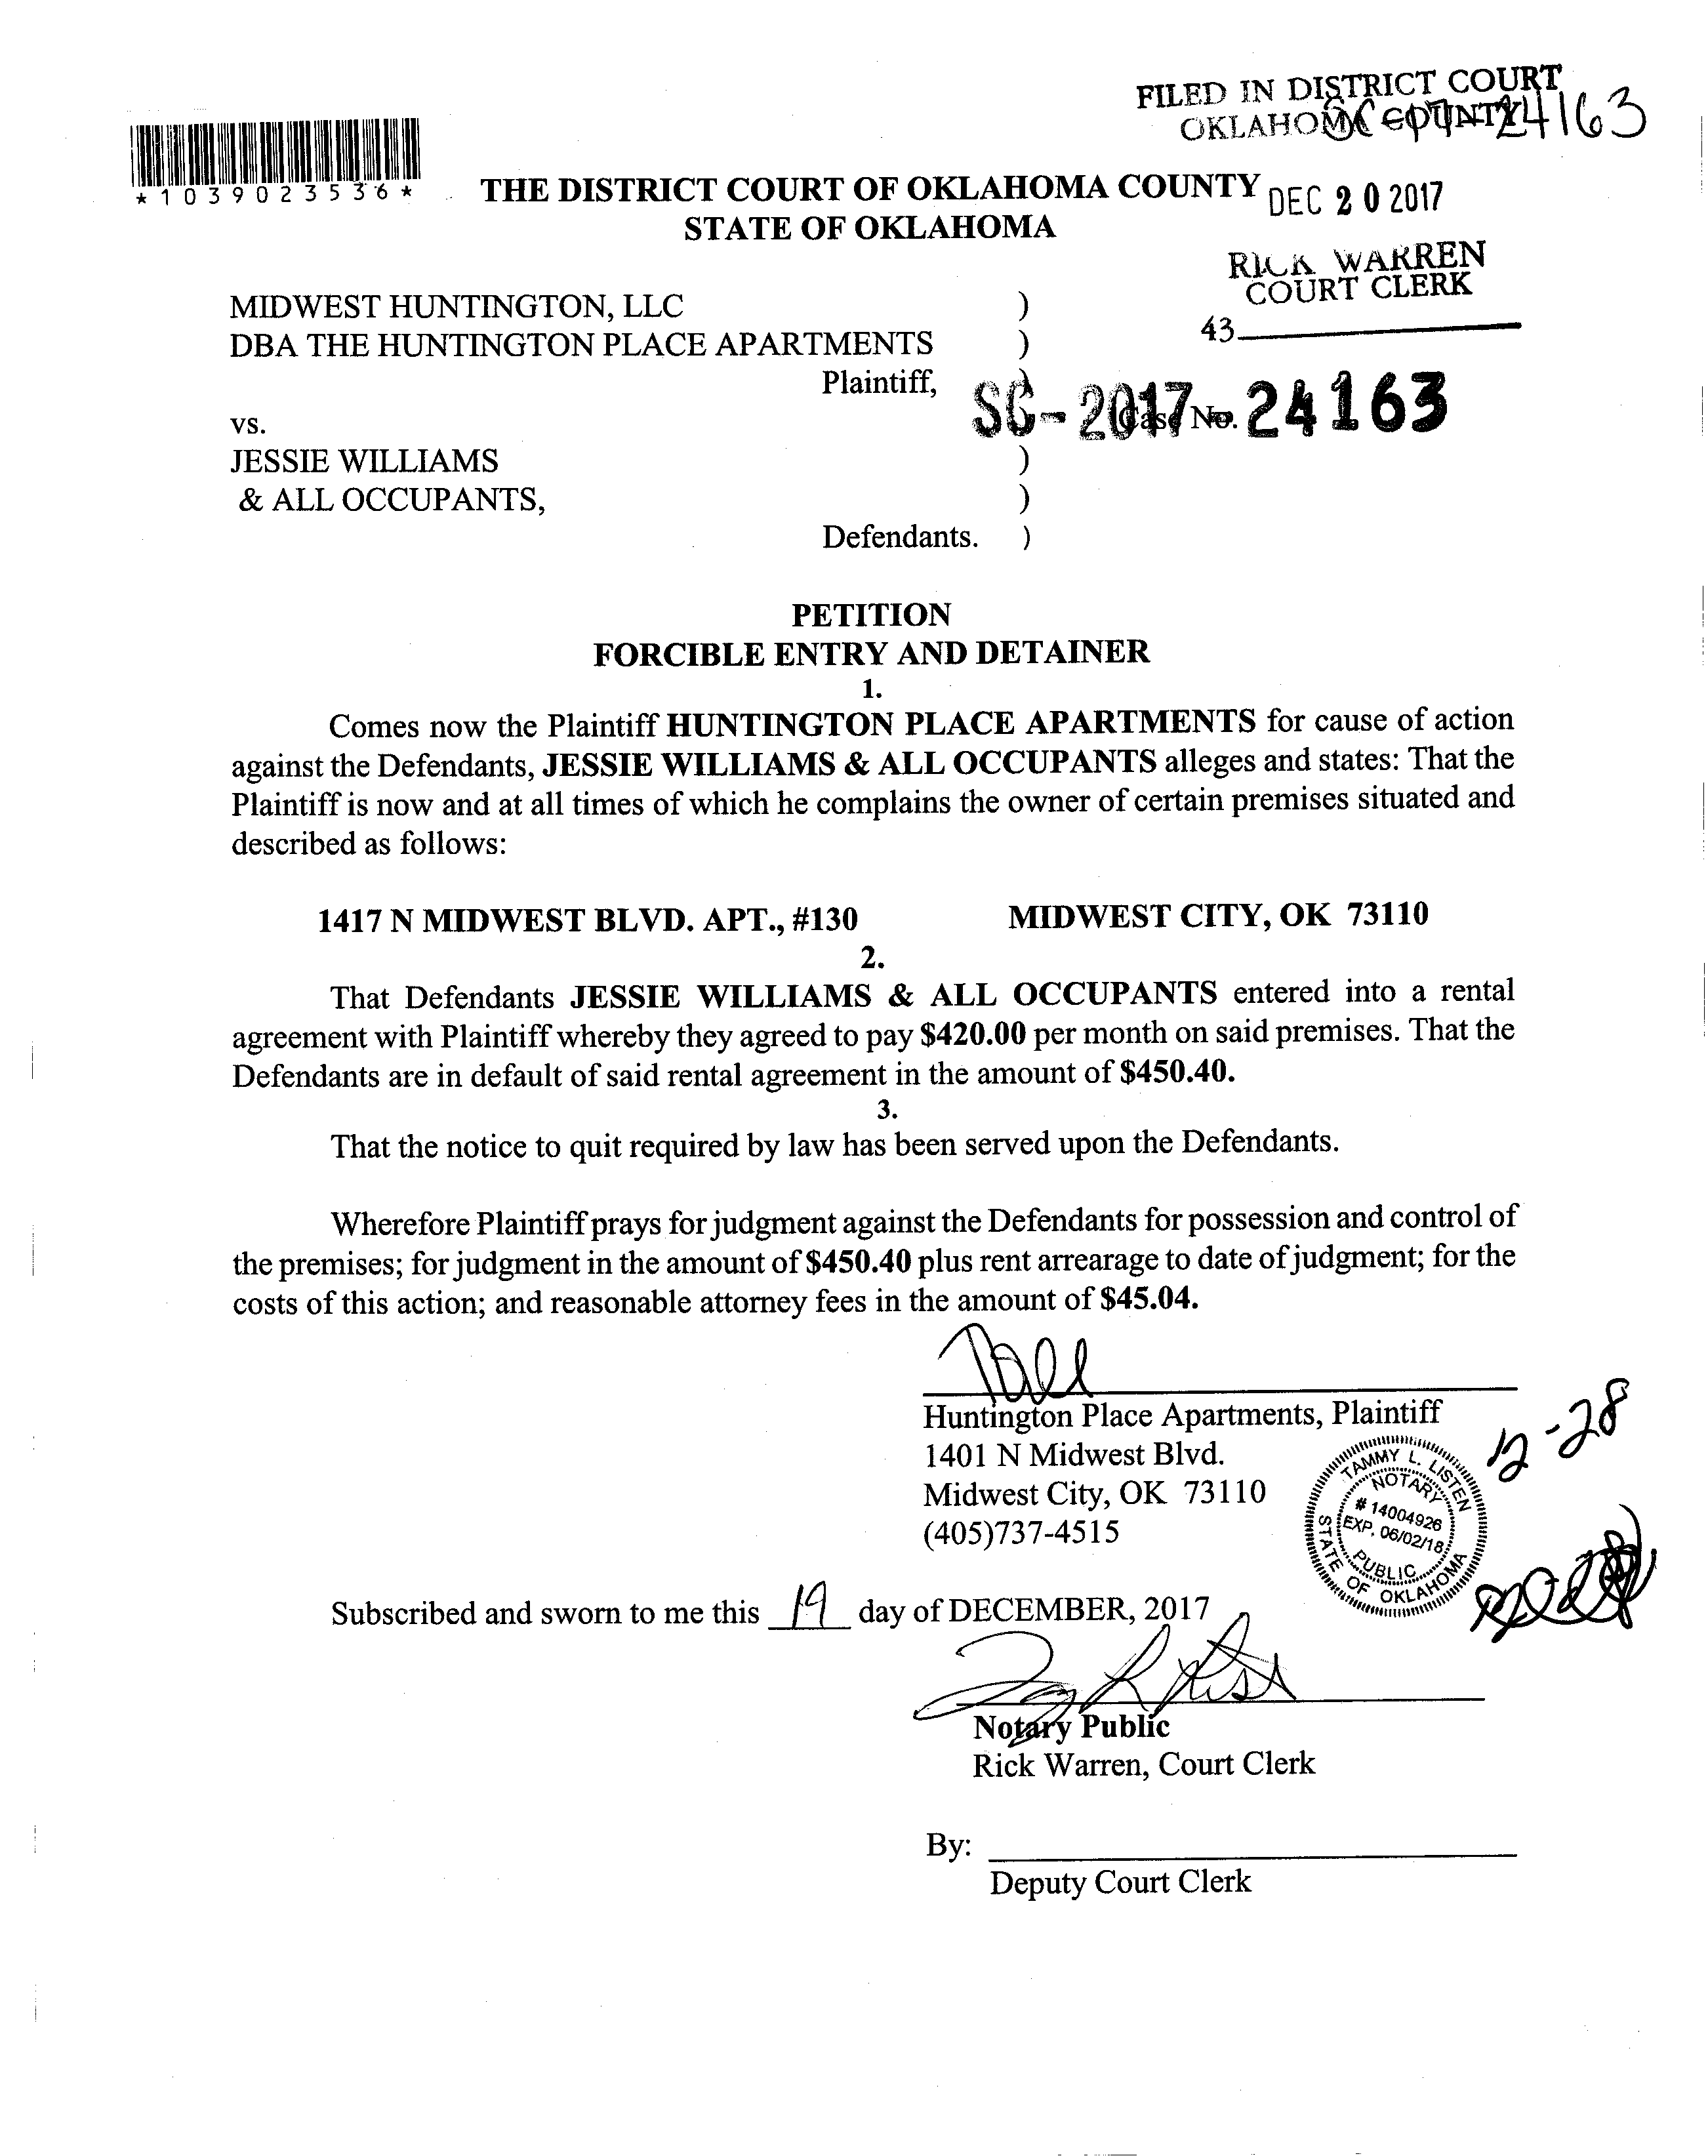 FILED IN DISTRICT COURT
OKLAHOMA COUNTY
SC 24163
*1039023536*
THE DISTRICT COURT OF OKLAHOMA COUNTY
DEC 20 2017
STATE OF OKLAHOMA
RICK WARREN
COURT CLERK
43
MIDWEST HUNTINGTON, LLC )
DBA THE HUNTINGTON PLACE APARTMENTS )
Plaintiff, )
SC-2017-24163
vs. Case No.
JESSIE WILLIAMS )
& ALL OCCUPANTS, )
Defendants. )
PETITION
FORCIBLE ENTRY AND DETAINER
1.
Comes now the Plaintiff HUNTINGTON PLACE APARTMENTS for cause of action
against the Defendants, JESSIE WILLIAMS & ALL OCCUPANTS alleges and states: That the
Plaintiff is now and at all times of which he complains the owner of certain premises situated and
described as follows:
1417 N MIDWEST BLVD. APT., #130 MIDWEST CITY, OK 73110
2.
That Defendants JESSIE WILLIAMS & ALL OCCUPANTS entered into a rental
agreement with Plaintiff whereby they agreed to pay $420.00 per month on said premises. That the
Defendants are in default of said rental agreement in the amount of $450.40.
3.
That the notice to quit required by law has been served upon the Defendants.
Wherefore Plaintiff prays for judgment against the Defendants for possession and control of
the premises; for judgment in the amount of $450.40 plus rent arrearage to date of judgment; for the
costs of this action; and reasonable attorney fees in the amount of $45.04.
Huntington Place Apartments, Plaintiff
1401 N Midwest Blvd.
Midwest City, OK 73110
(405)737-4515
12-28
TAMMY L. LISTEN
NOTARY
# 14004926
EXP. 06/02/18
PUBLIC
STATE OF OKLAHOMA
Subscribed and sworn to me this 19 day of DECEMBER, 2017
Notary Public
Rick Warren, Court Clerk
By:
Deputy Court Clerk